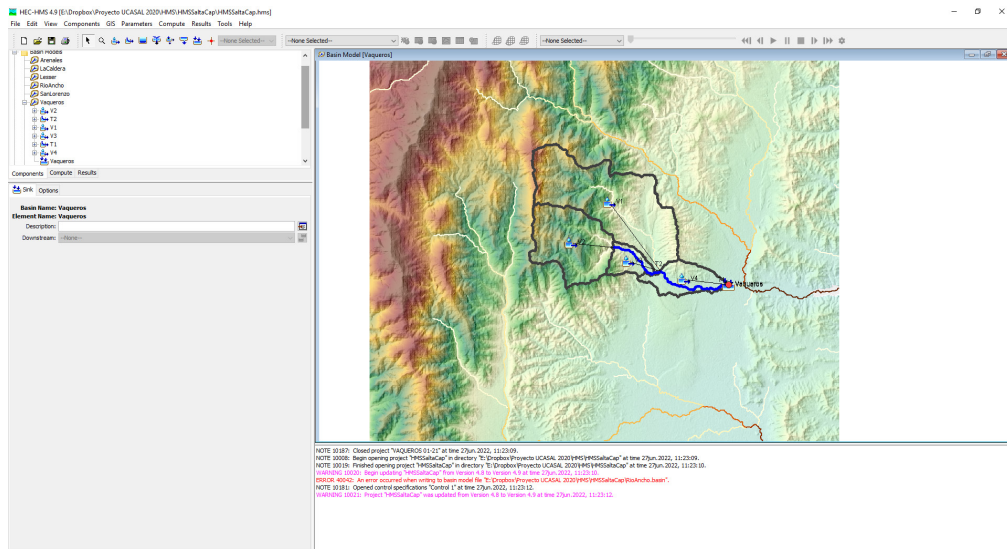 HEC-HMS 4.9 [E:\Dropbox\Proyecto UCASAL 2020\HMS\HMSSaltaCap\HMSSaltaCap.hms]
File Edit View Components GIS Parameters Compute Results Tools Help
--None Selected-- --None Selected-- --None Selected--
Basin Models
Arenales
LaCaldera
Lesser
RioAncho
SanLorenzo
Vaqueros
V2
T2
V1
V3
T1
V4
Vaqueros
Components Compute Results
Sink Options
Basin Name: Vaqueros
Element Name: Vaqueros
Description:
Downstream: --None--
Basin Model [Vaqueros]
V1
T2
V4
Vaqueros
NOTE 10187: Closed project "VAQUEROS 01-21" at time 27jun.2022, 11:23:09.
NOTE 10008: Begin opening project "HMSSaltaCap" in directory "E:\Dropbox\Proyecto UCASAL 2020\HMS\HMSSaltaCap" at time 27jun.2022, 11:23:09.
NOTE 10019: Finished opening project "HMSSaltaCap" in directory "E:\Dropbox\Proyecto UCASAL 2020\HMS\HMSSaltaCap" at time 27jun.2022, 11:23:10.
WARNING 10020: Begin updating "HMSSaltaCap" from Version 4.8 to Version 4.9 at time 27jun.2022, 11:23:10.
ERROR 40042: An error occurred when writing to basin model file "E:\Dropbox\Proyecto UCASAL 2020\HMS\HMSSaltaCap\RioAncho.basin".
NOTE 10181: Opened control specifications "Control 1" at time 27jun.2022, 11:23:12.
WARNING 10021: Project "HMSSaltaCap" was updated from Version 4.8 to Version 4.9 at time 27jun.2022, 11:23:12.